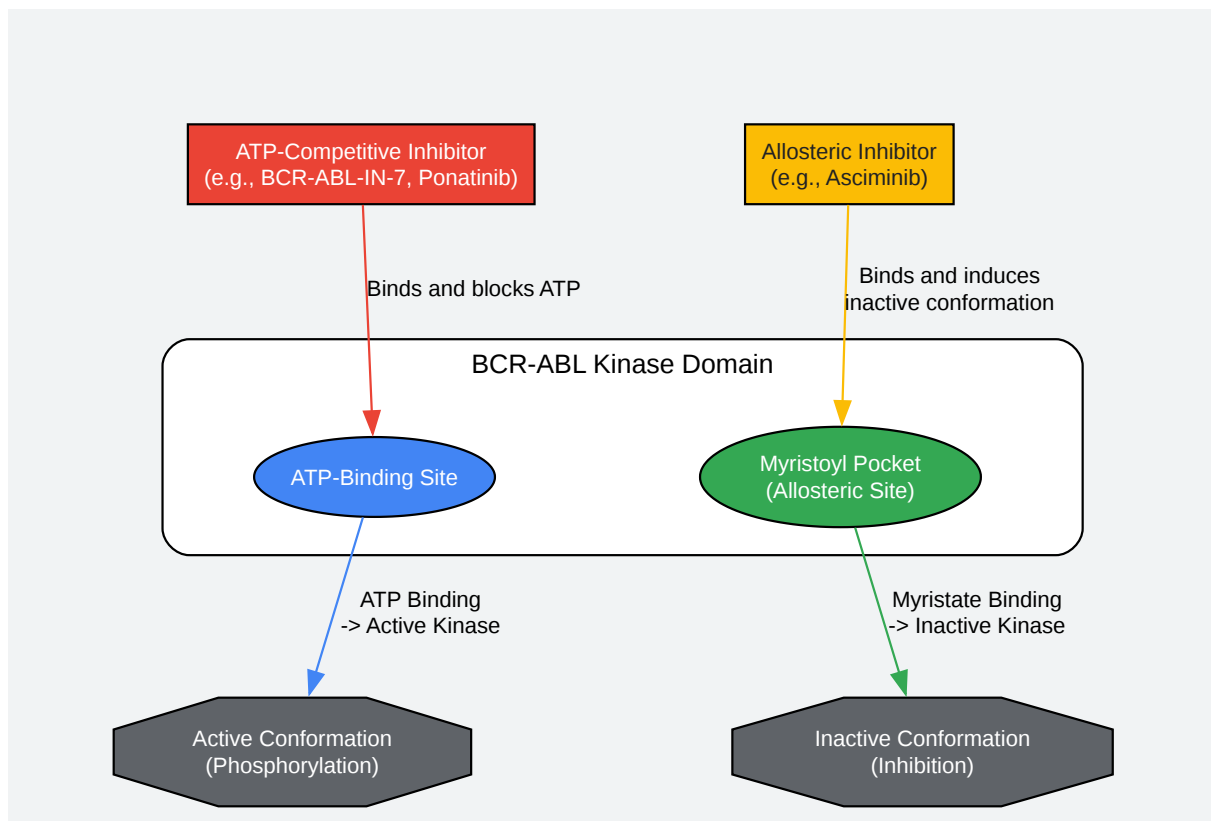 ATP-Competitive Inhibitor
(e.g., BCR-ABL-IN-7, Ponatinib)
Allosteric Inhibitor
(e.g., Asciminib)
Binds and blocks ATP
Binds and induces
inactive conformation
BCR-ABL Kinase Domain
ATP-Binding Site
Myristoyl Pocket
(Allosteric Site)
ATP Binding
-> Active Kinase
Myristate Binding
-> Inactive Kinase
Active Conformation
(Phosphorylation)
Inactive Conformation
(Inhibition)